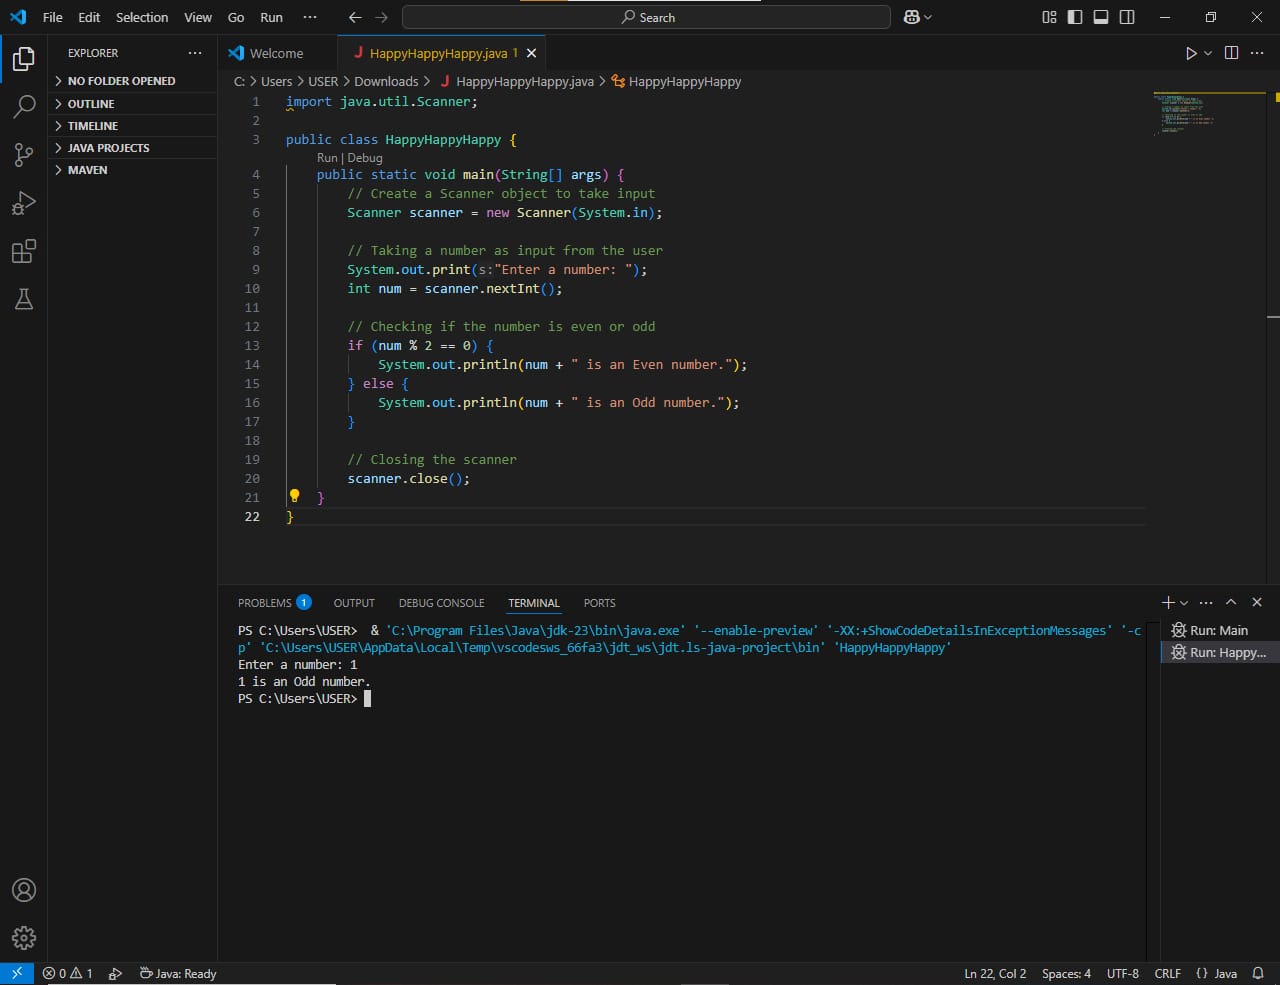 File Edit Selection View Go Run ··· Search
EXPLORER ···
NO FOLDER OPENED
OUTLINE
TIMELINE
JAVA PROJECTS
MAVEN
Welcome
J HappyHappyHappy.java 1
C: > Users > USER > Downloads > J HappyHappyHappy.java > HappyHappyHappy
1 import java.util.Scanner;
2
3 public class HappyHappyHappy {
Run | Debug
4 public static void main(String[] args) {
5 // Create a Scanner object to take input
6 Scanner scanner = new Scanner(System.in);
7
8 // Taking a number as input from the user
9 System.out.print(s:"Enter a number: ");
10 int num = scanner.nextInt();
11
12 // Checking if the number is even or odd
13 if (num % 2 == 0) {
14 System.out.println(num + " is an Even number.");
15 } else {
16 System.out.println(num + " is an Odd number.");
17 }
18
19 // Closing the scanner
20 scanner.close();
21 }
22 }
PROBLEMS 1 OUTPUT DEBUG CONSOLE TERMINAL PORTS
PS C:\Users\USER>  & 'C:\Program Files\Java\jdk-23\bin\java.exe' '--enable-preview' '-XX:+ShowCodeDetailsInExceptionMessages' '-c
p' 'C:\Users\USER\AppData\Local\Temp\vscodesws_66fa3\jdt_ws\jdt.ls-java-project\bin' 'HappyHappyHappy'
Enter a number: 1
1 is an Odd number.
PS C:\Users\USER>
Run: Main
Run: Happy...
0 1 Java: Ready
Ln 22, Col 2 Spaces: 4 UTF-8 CRLF {} Java